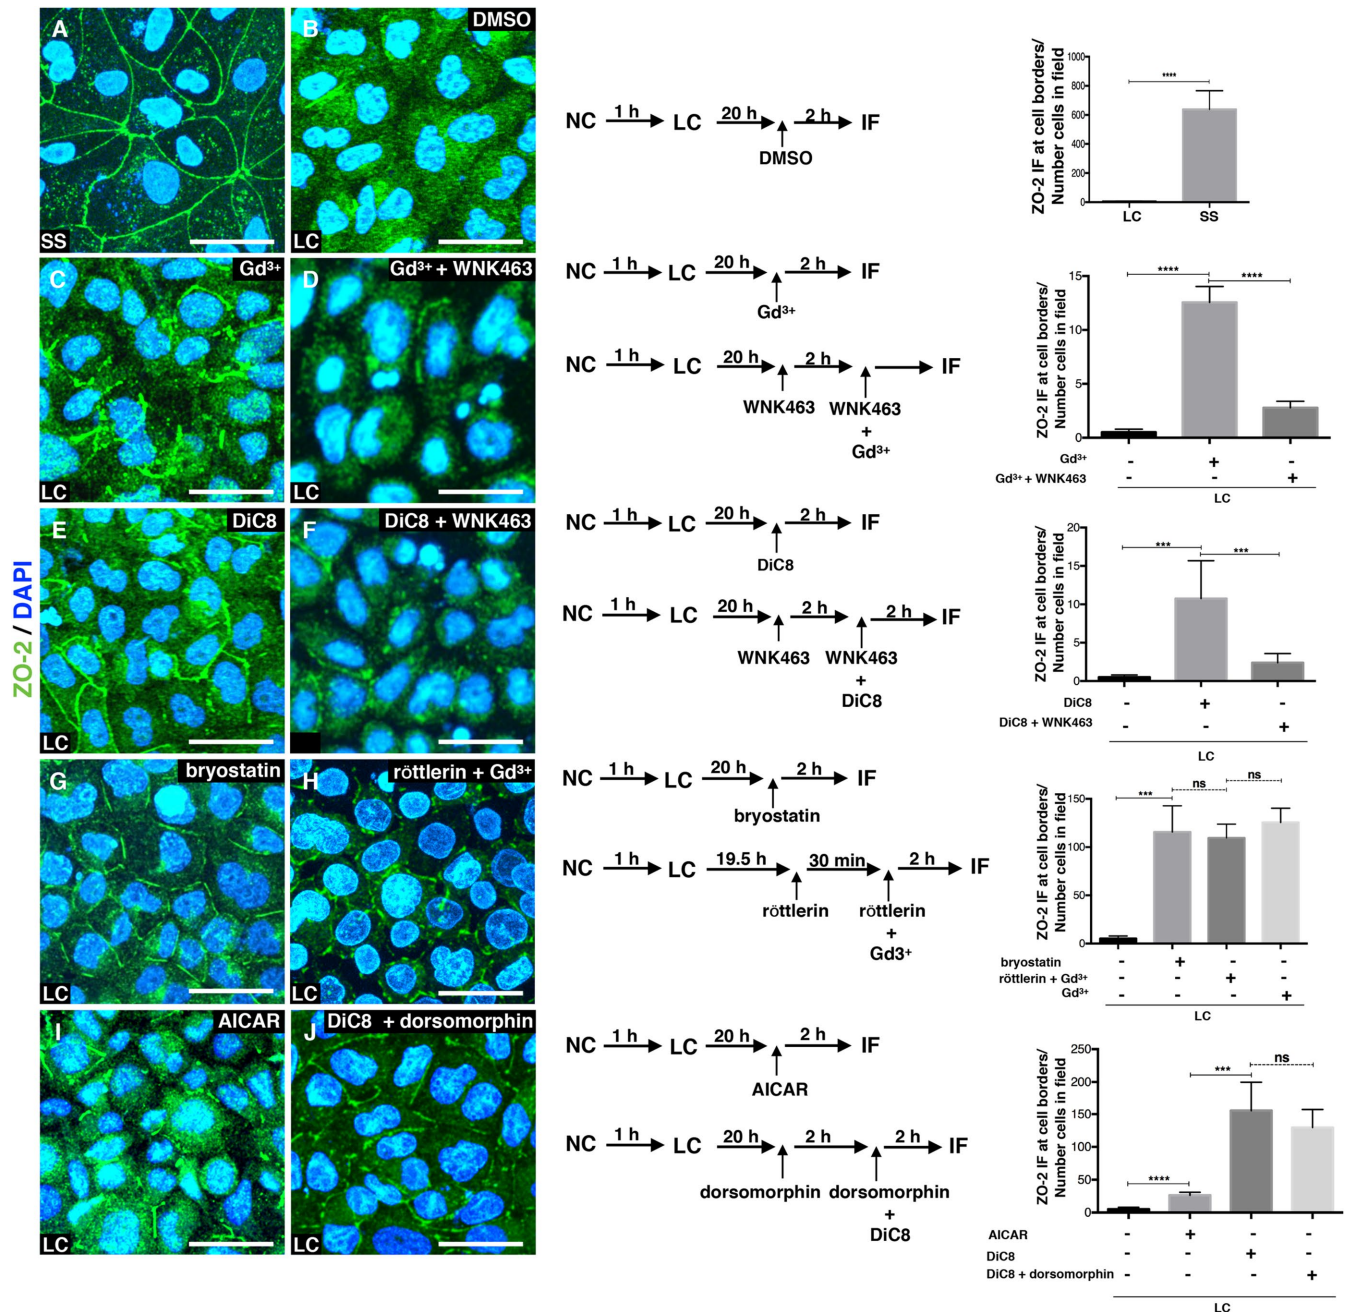 ZO-2 / DAPI
A
SS
B
DMSO
LC
NC 1 h LC 20 h 2 h IF
DMSO
ZO-2 IF at cell borders/
Number cells in field
1000
800
600
400
200
0
****
LC SS
C
Gd³⁺
LC
D
Gd³⁺ + WNK463
LC
NC 1 h LC 20 h 2 h IF
Gd³⁺
NC 1 h LC 20 h 2 h IF
WNK463 WNK463
+
Gd³⁺
ZO-2 IF at cell borders/
Number cells in field
15
10
5
0
**** ****
Gd³⁺ - + -
Gd³⁺ + WNK463 - - +
LC
E
DiC8
LC
F
DiC8 + WNK463
NC 1 h LC 20 h 2 h IF
DiC8
NC 1 h LC 20 h 2 h 2 h IF
WNK463 WNK463
+
DiC8
ZO-2 IF at cell borders/
Number cells in field
20
15
10
5
0
*** ***
DiC8 - + -
DiC8 + WNK463 - - +
LC
G
bryostatin
LC
H
röttlerin + Gd³⁺
LC
NC 1 h LC 20 h 2 h IF
bryostatin
NC 1 h LC 19.5 h 30 min 2 h IF
röttlerin röttlerin
+
Gd3⁺
ZO-2 IF at cell borders/
Number cells in field
150
100
50
0
*** ns ns
bryostatin - + - -
röttlerin + Gd³⁺ - - + -
Gd³⁺ - - - +
LC
I
AICAR
LC
J
DiC8 + dorsomorphin
LC
NC 1 h LC 20 h 2 h IF
AICAR
NC 1 h LC 20 h 2 h 2 h IF
dorsomorphin dorsomorphin
+
DiC8
ZO-2 IF at cell borders/
Number cells in field
250
200
150
100
50
0
**** *** ns
AICAR - + - -
DiC8 - - + -
DiC8 + dorsomorphin - - - +
LC